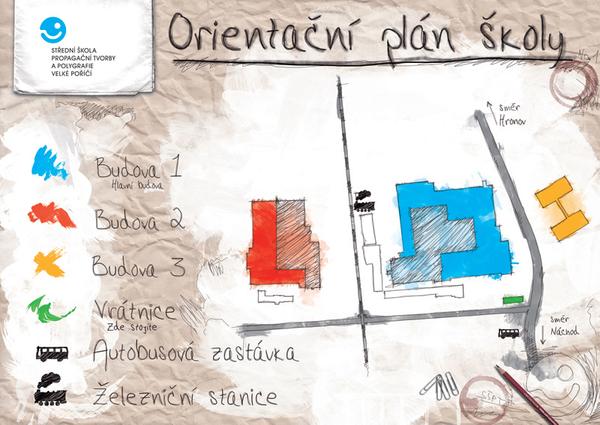 Orientační plán školy
STŘEDNÍ ŠKOLA
PROPAGAČNÍ TVORBY
A POLYGRAFIE
VELKÉ POŘÍČÍ
směr
Hronov
Budova 1
Hlavní budova
Budova 2
Budova 3
Vrátnice
Zde stojíte
Autobusová zastávka
Železniční stanice
směr
Náchod